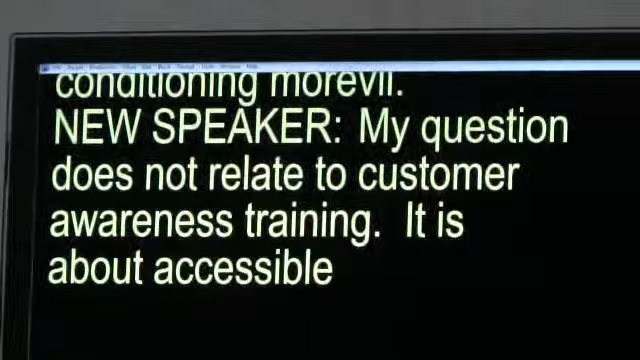 conditioning morevil.
NEW SPEAKER:  My question
does not relate to customer
awareness training.  It is
about accessible